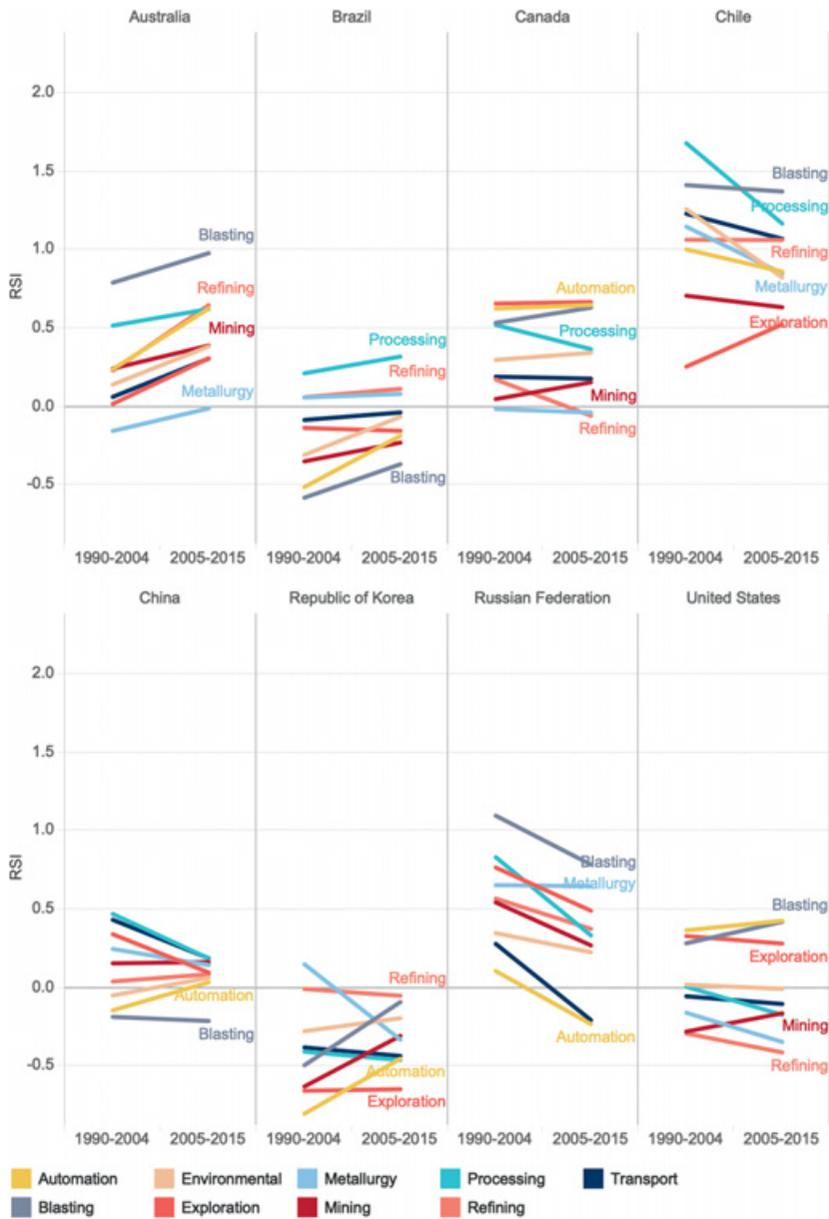 Australia Brazil Canada Chile
2.0
1.5
1.0
0.5
0.0
-0.5
RSI
Blasting
Refining
Mining
Metallurgy
Processing
Refining
Blasting
Automation
Processing
Mining
Refining
Blasting
Processing
Refining
Metallurgy
Exploration
1990-2004 2005-2015 1990-2004 2005-2015 1990-2004 2005-2015 1990-2004 2005-2015
China Republic of Korea Russian Federation United States
2.0
1.5
1.0
0.5
0.0
-0.5
RSI
Automation
Blasting
Refining
Automation
Exploration
Blasting
Metallurgy
Automation
Blasting
Exploration
Mining
Refining
1990-2004 2005-2015 1990-2004 2005-2015 1990-2004 2005-2015 1990-2004 2005-2015
Automation Environmental Metallurgy Processing Transport
Blasting Exploration Mining Refining